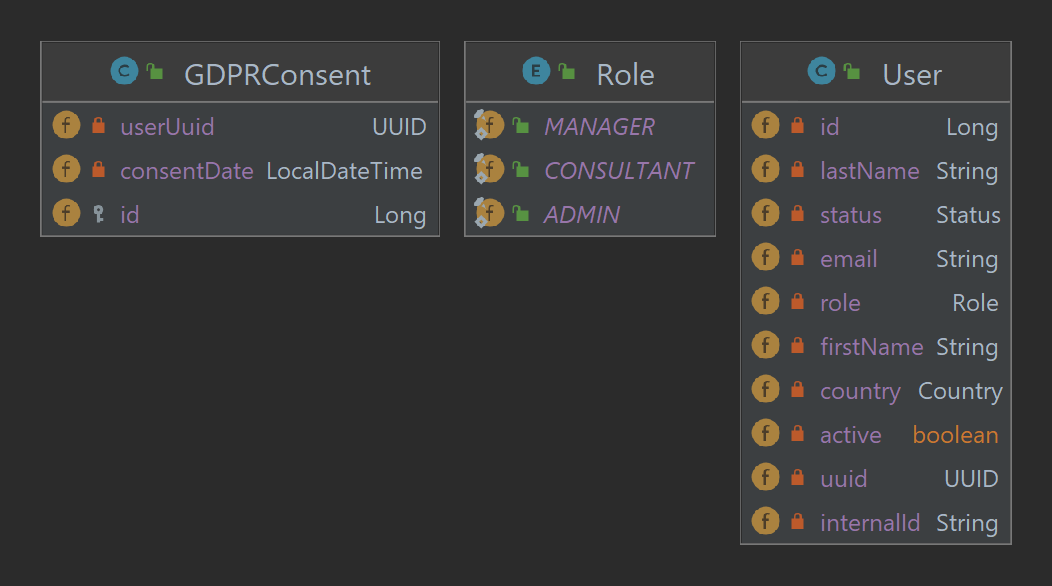 C GDPRConsent
f userUuid UUID
f consentDate LocalDateTime
f id Long
E Role
f MANAGER
f CONSULTANT
f ADMIN
C User
f id Long
f lastName String
f status Status
f email String
f role Role
f firstName String
f country Country
f active boolean
f uuid UUID
f internalId String